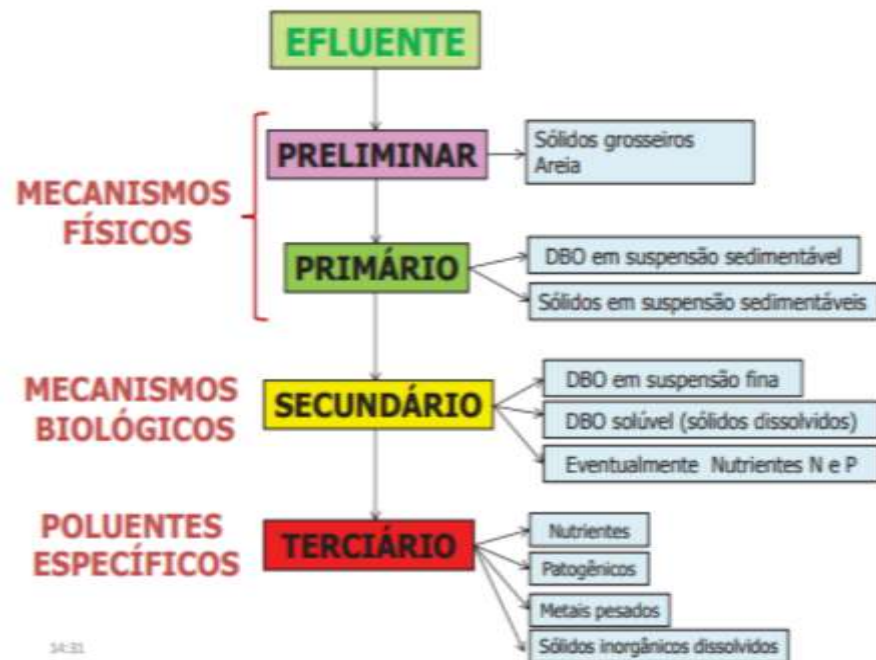 EFLUENTE
MECANISMOS
FÍSICOS
PRELIMINAR
Sólidos grosseiros
Areia
PRIMÁRIO
DBO em suspensão sedimentável
Sólidos em suspensão sedimentáveis
MECANISMOS
BIOLÓGICOS
SECUNDÁRIO
DBO em suspensão fina
DBO solúvel (sólidos dissolvidos)
Eventualmente Nutrientes N e P
POLUENTES
ESPECÍFICOS
TERCIÁRIO
Nutrientes
Patogênicos
Metais pesados
Sólidos inorgânicos dissolvidos
14:31